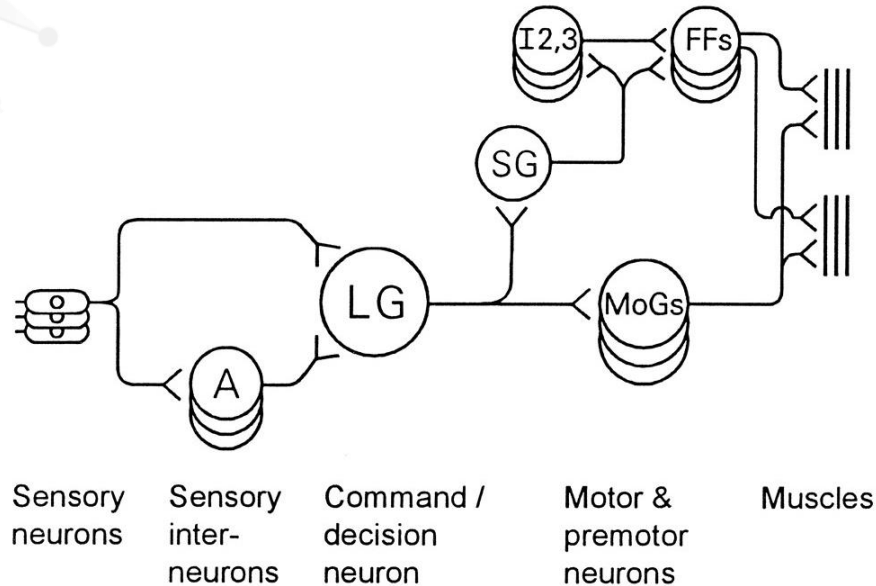 I2,3
FFs
SG
LG
MoGs
A
Sensory
neurons
Sensory
inter-
neurons
Command /
decision
neuron
Motor &
premotor
neurons
Muscles